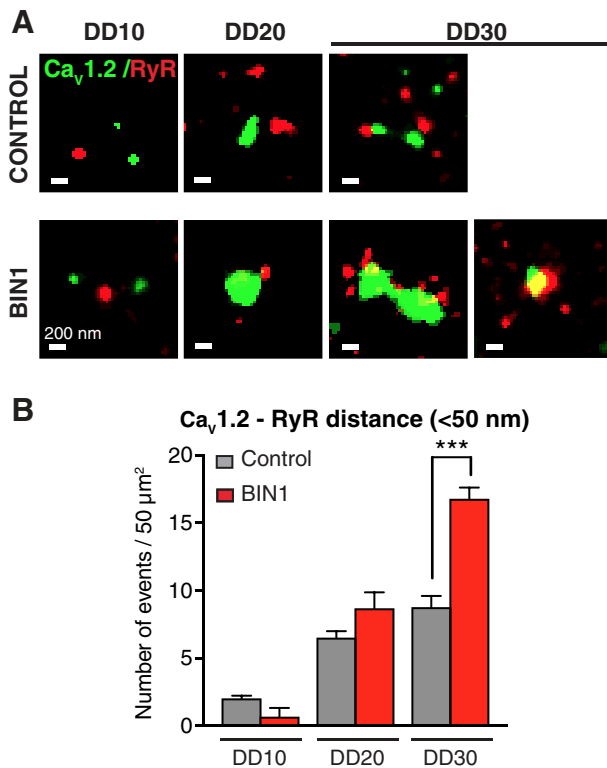 A
DD10 DD20 DD30
CONTROL
Caᵥ1.2 /RyR
BIN1
200 nm
B
Caᵥ1.2 - RyR distance (<50 nm)
***
Control
BIN1
Number of events / 50 µm²
20
15
10
5
0
DD10 DD20 DD30